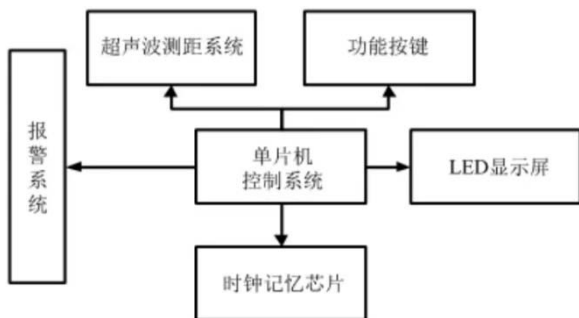 超声波测距系统
功能按键
报警系统
单片机
控制系统
LED显示屏
时钟记忆芯片